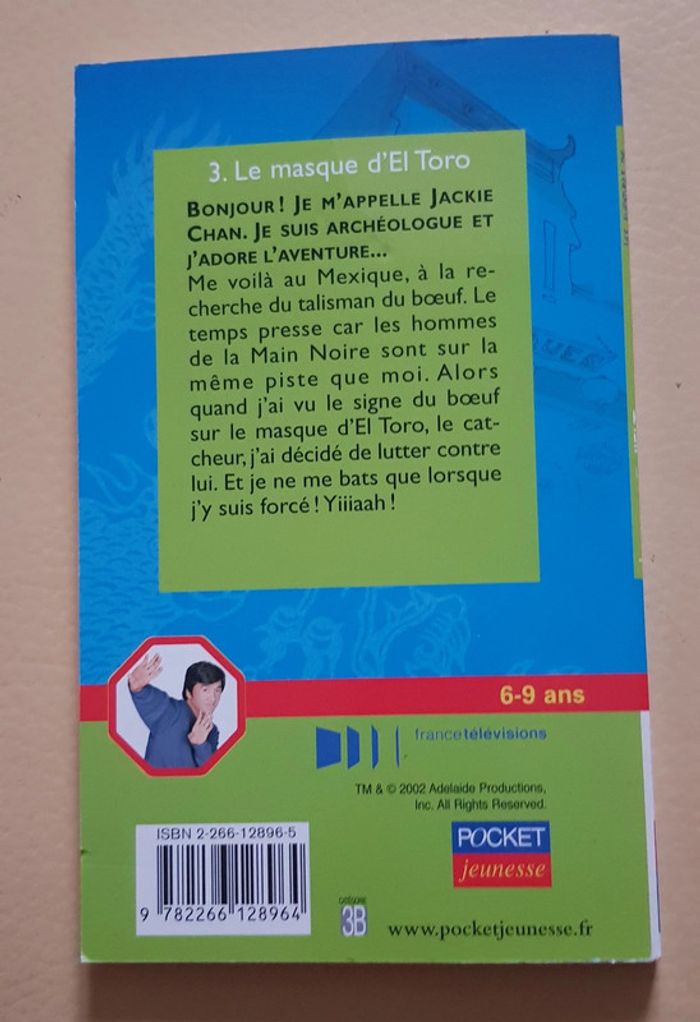 3. Le masque d'El Toro
BONJOUR! JE M'APPELLE JACKIE
CHAN. JE SUIS ARCHÉOLOGUE ET
J'ADORE L'AVENTURE...
Me voilà au Mexique, à la re-
cherche du talisman du bœuf. Le
temps presse car les hommes
de la Main Noire sont sur la
même piste que moi. Alors
quand j'ai vu le signe du bœuf
sur le masque d'El Toro, le cat-
cheur, j'ai décidé de lutter contre
lui. Et je ne me bats que lorsque
j'y suis forcé! Yiiiaah!
6-9 ans
francetélévisions
TM & © 2002 Adelaide Productions,
Inc. All Rights Reserved.
ISBN 2-266-12896-5
9 782266 128964
CATÉGORIE
3B
POCKET
jeunesse
www.pocketjeunesse.fr